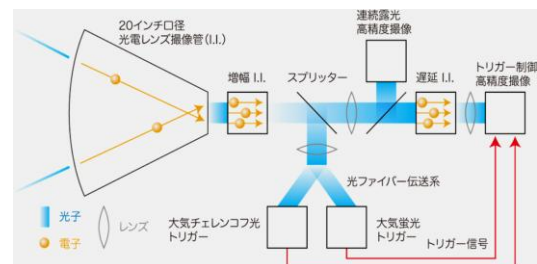 20インチ口径
光電レンズ撮像管(I.I.)
増幅 I.I.
スプリッター
連続露光
高精度撮像
遅延 I.I.
トリガー制御
高精度撮像
光ファイバー伝送系
光子
電子
レンズ
大気チェレンコフ光
トリガー
大気蛍光
トリガー
トリガー信号